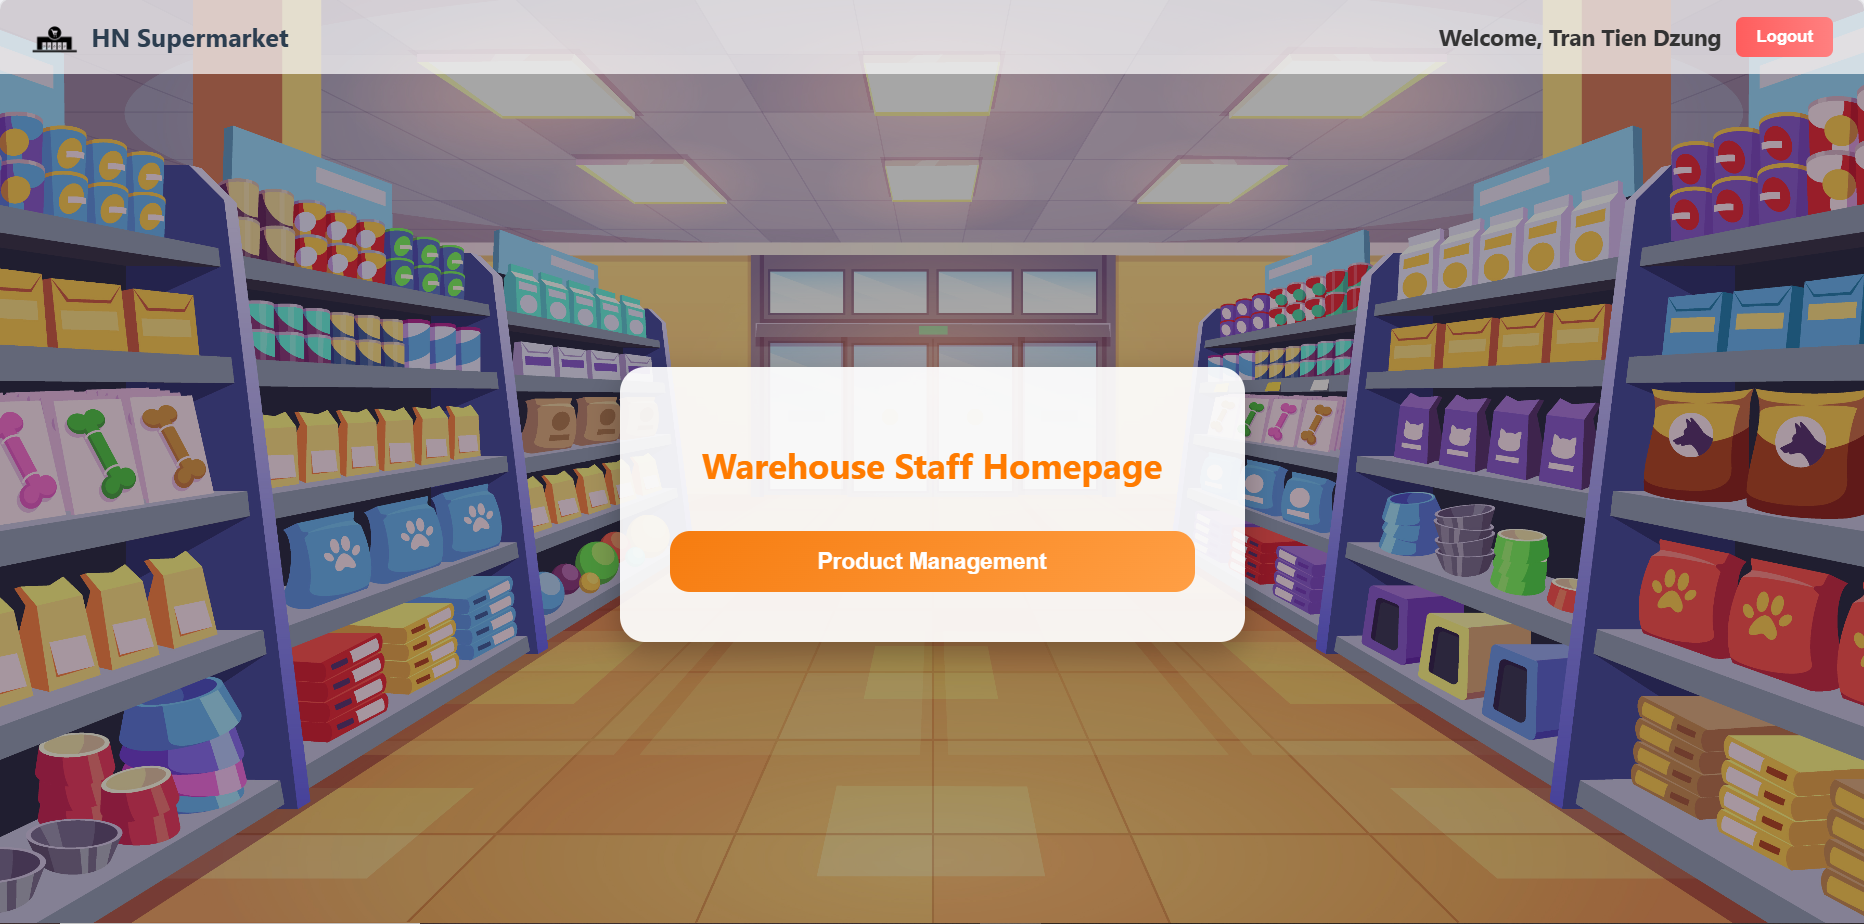 HN Supermarket
Welcome, Tran Tien Dzung
Logout
Warehouse Staff Homepage
Product Management